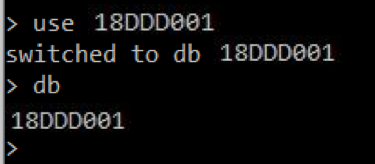 > use 18DDD001
switched to db 18DDD001
> db
18DDD001
>